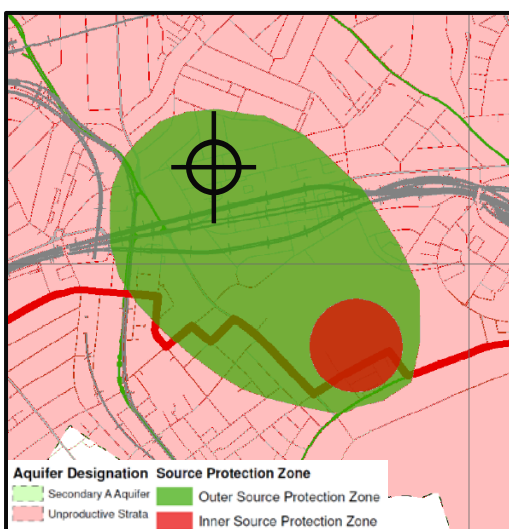 Aquifer Designation
Secondary A Aquifer
Unproductive Strata
Source Protection Zone
Outer Source Protection Zone
Inner Source Protection Zone